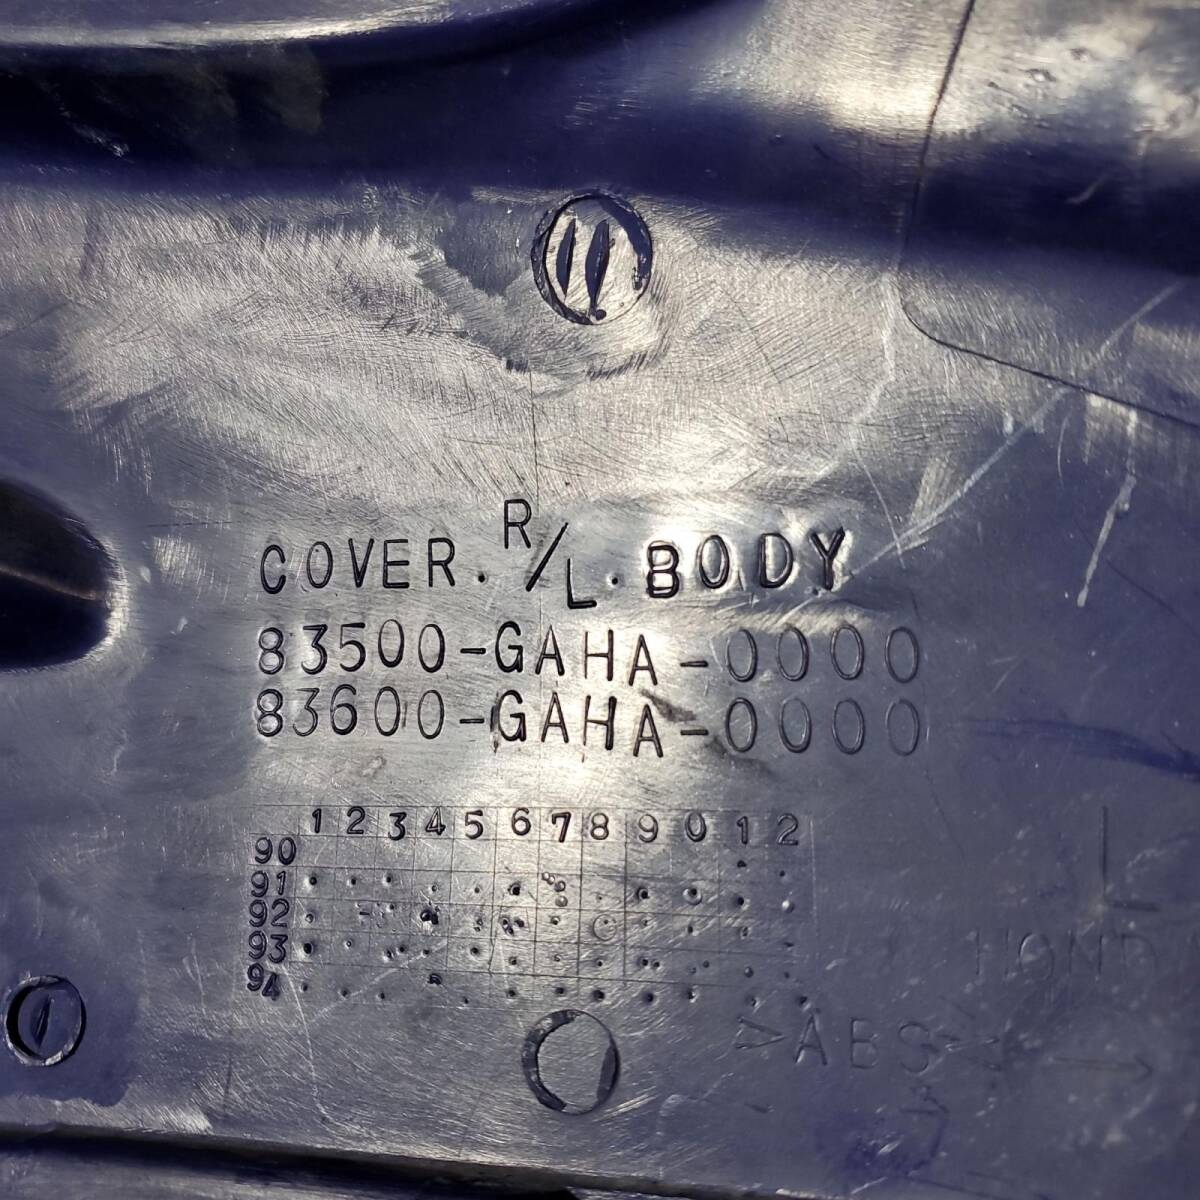 COVER. R/L. BODY
83500-GAHA-0000
83600-GAHA-0000
1 2 3 4 5 6 7 8 9 0 1 2
90
91
92
93
94
>ABS<